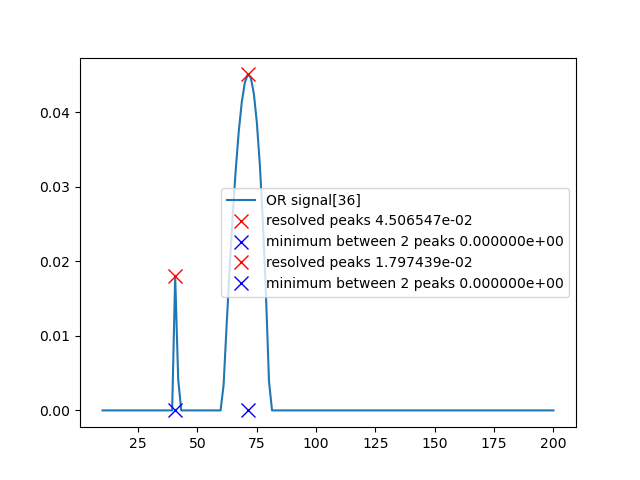 0.04
0.03
0.02
0.01
0.00
OR signal[36]
resolved peaks 4.506547e-02
minimum between 2 peaks 0.000000e+00
resolved peaks 1.797439e-02
minimum between 2 peaks 0.000000e+00
25 50 75 100 125 150 175 200